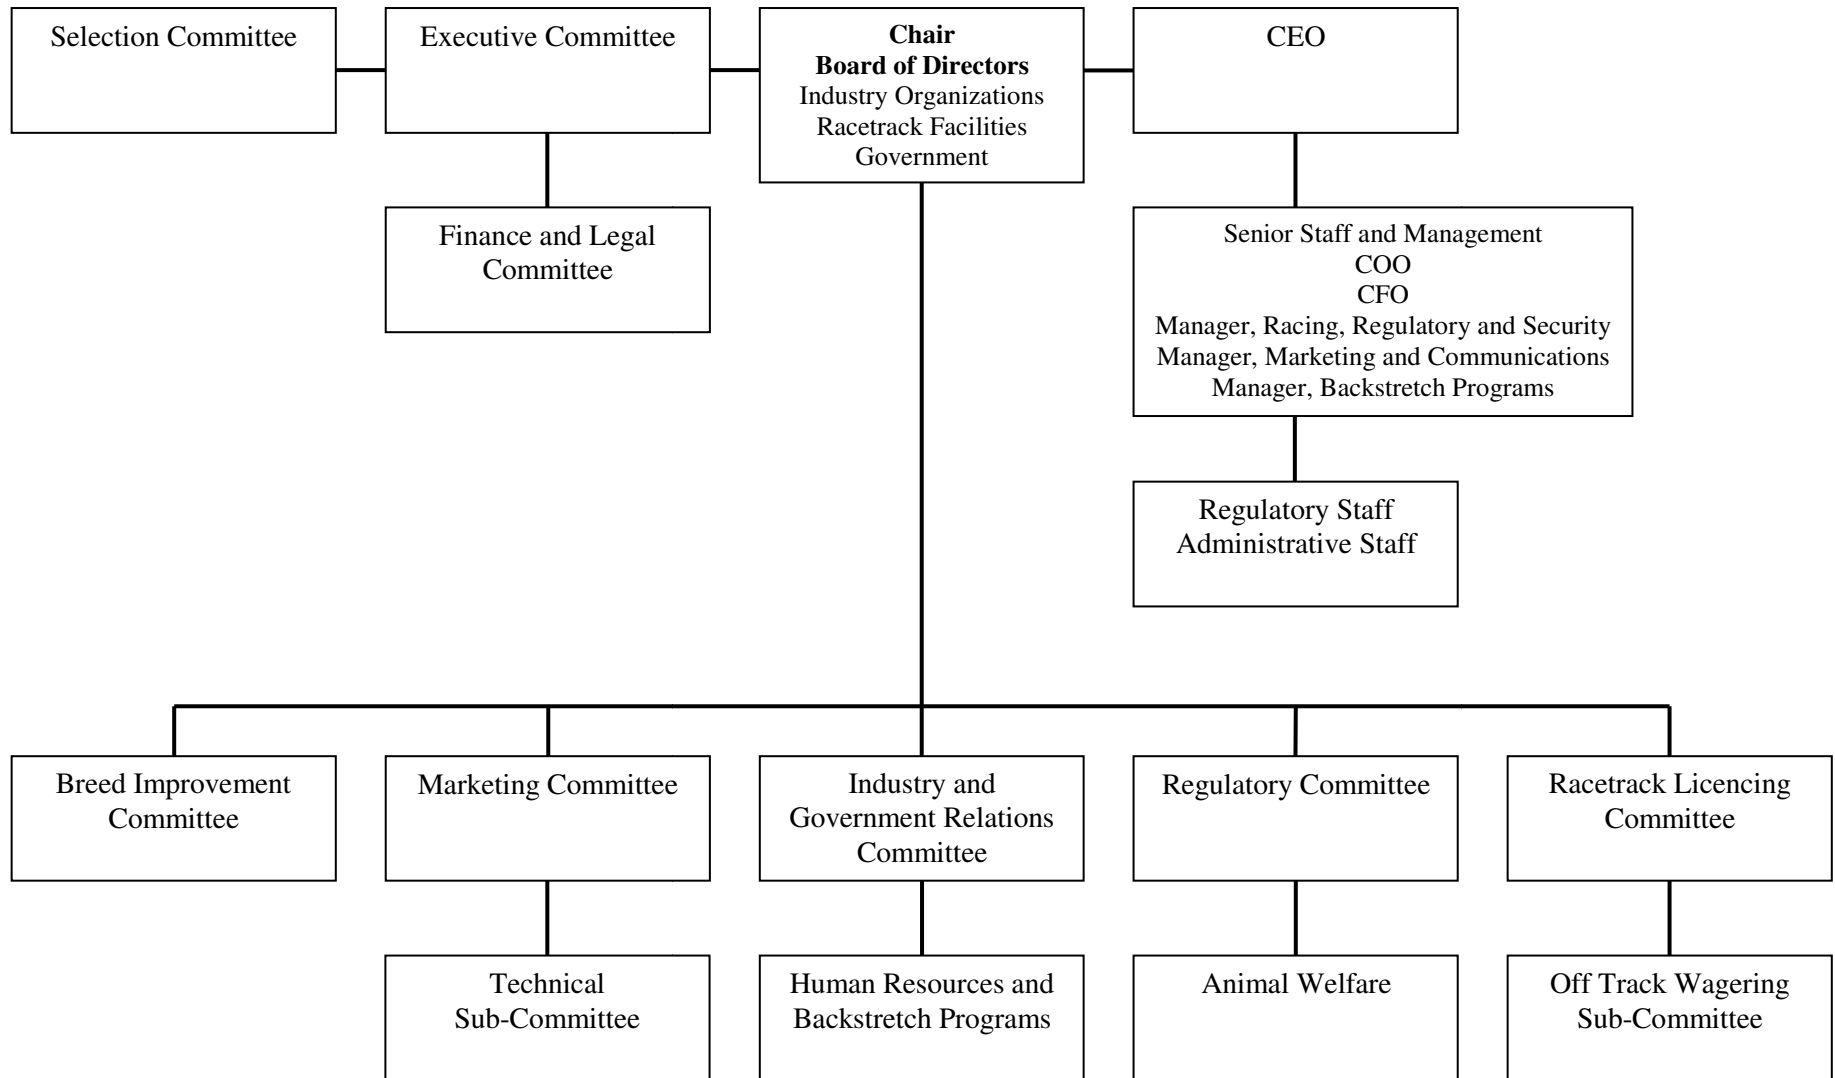 Selection Committee
Executive Committee
Chair
Board of Directors
Industry Organizations
Racetrack Facilities
Government
CEO
Finance and Legal
Committee
Senior Staff and Management
COO
CFO
Manager, Racing, Regulatory and Security
Manager, Marketing and Communications
Manager, Backstretch Programs
Regulatory Staff
Administrative Staff
Breed Improvement
Committee
Marketing Committee
Industry and
Government Relations
Committee
Regulatory Committee
Racetrack Licencing
Committee
Technical
Sub-Committee
Human Resources and
Backstretch Programs
Animal Welfare
Off Track Wagering
Sub-Committee